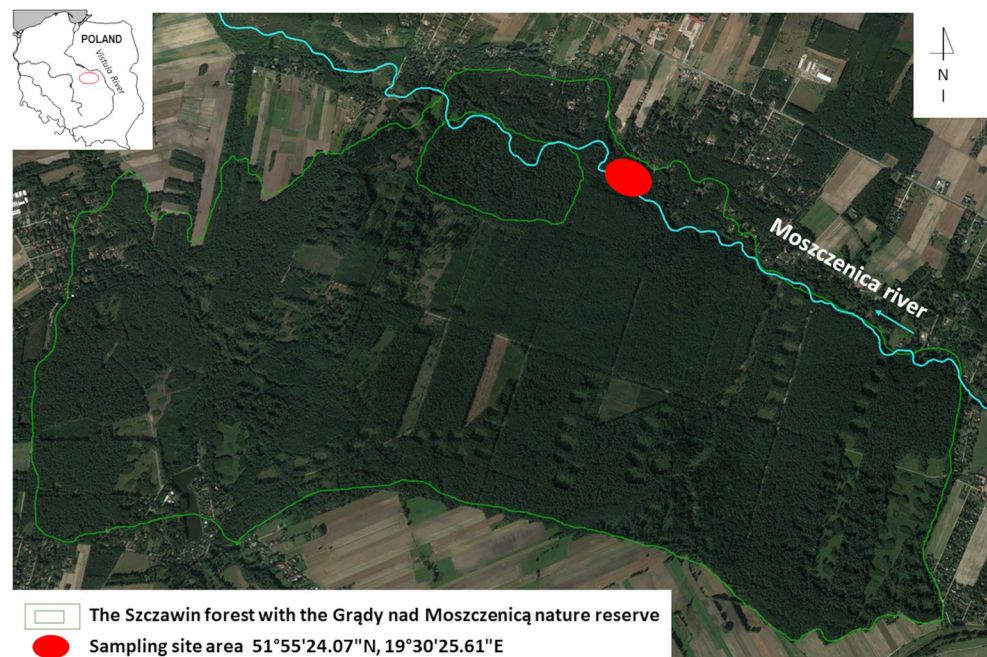 POLAND
Vistula River
N
Moszczenica river
The Szczawin forest with the Grądy nad Moszczenicą nature reserve
Sampling site area 51°55'24.07"N, 19°30'25.61"E